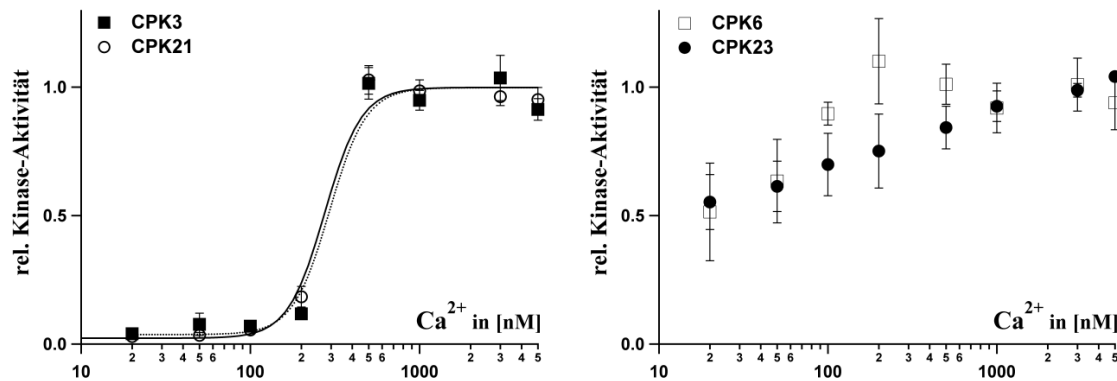 CPK3
CPK21
rel. Kinase-Aktivität
1.0
0.5
0.0
Ca2+ in [nM]
2 3 4 5 6 2 3 4 5 6 2 3 4 5
10 100 1000
CPK6
CPK23
rel. Kinase-Aktivität
1.0
0.5
0.0
Ca2+ in [nM]
2 3 4 5 6 2 3 4 5 6 2 3 4 5
10 100 1000